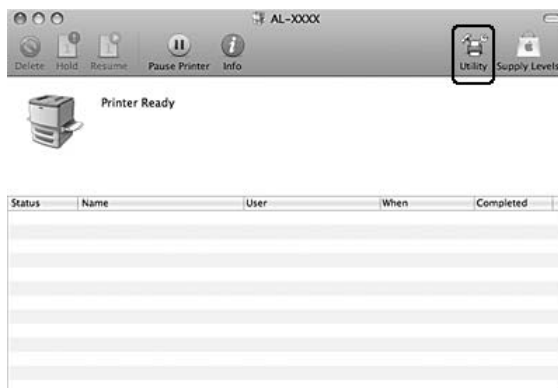 AL-XXXX
Delete Hold Resume Pause Printer Info Utility Supply Levels
Printer Ready
Status Name User When Completed